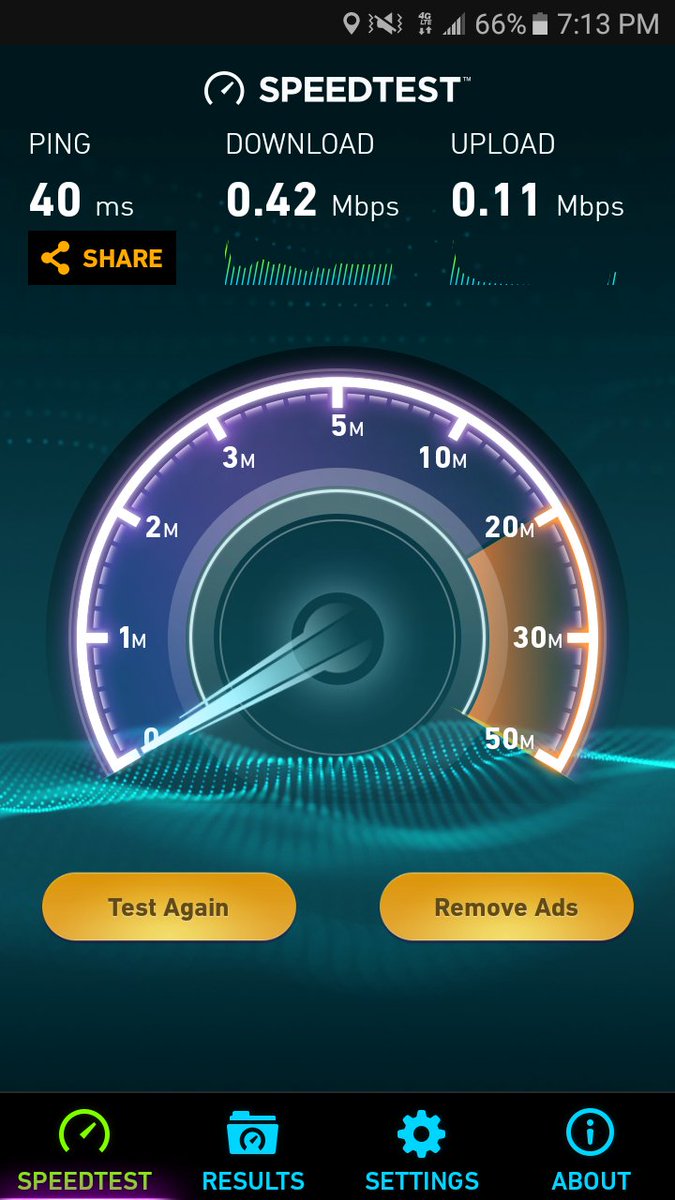 4G LTE 66% 7:13 PM
SPEEDTEST™
PING DOWNLOAD UPLOAD
40 ms 0.42 Mbps 0.11 Mbps
SHARE
5M
3M 10M
2M 20M
1M 30M
0 50M
Test Again Remove Ads
SPEEDTEST RESULTS SETTINGS ABOUT